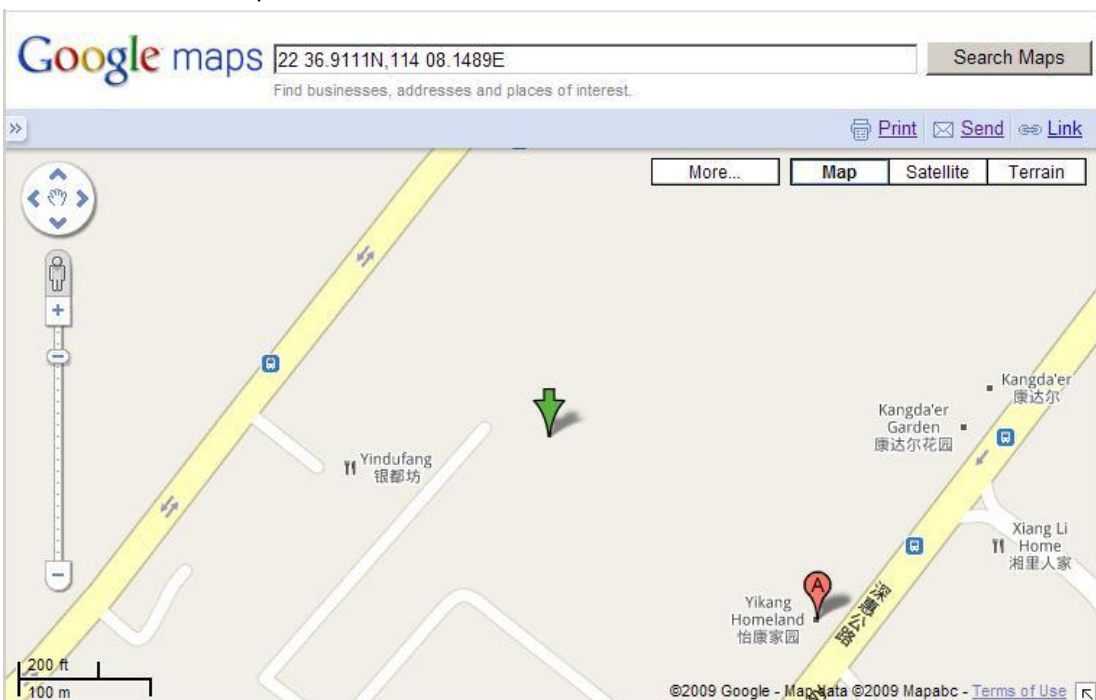 Google maps
22 36.9111N,114 08.1489E
Search Maps
Find businesses, addresses and places of interest.
»
Print
Send
Link
More...
Map
Satellite
Terrain
Kangda'er
康达尔
Kangda'er
Garden
康达尔花园
Yindufang
银都坊
Xiang Li
Home
湘里人家
A
Yikang
Homeland
怡康家园
深惠公路
200 ft
100 m
©2009 Google - Map data ©2009 Mapabc - Terms of Use